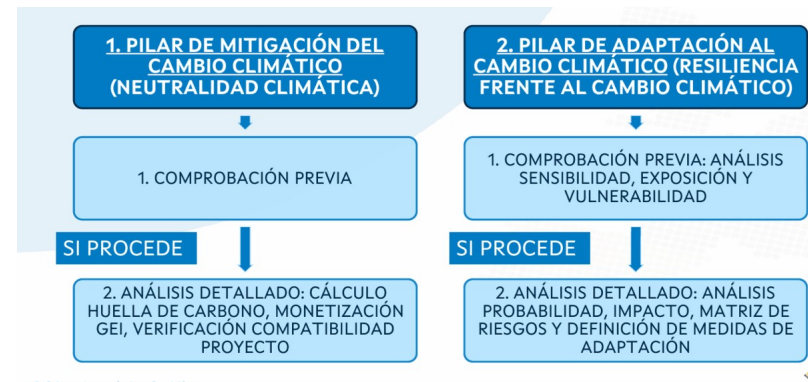 1. PILAR DE MITIGACIÓN DEL
CAMBIO CLIMÁTICO
(NEUTRALIDAD CLIMÁTICA)
1. COMPROBACIÓN PREVIA
SI PROCEDE
2. ANÁLISIS DETALLADO: CÁLCULO
HUELLA DE CARBONO, MONETIZACIÓN
GEI, VERIFICACIÓN COMPATIBILIDAD
PROYECTO
2. PILAR DE ADAPTACIÓN AL
CAMBIO CLIMÁTICO (RESILIENCIA
FRENTE AL CAMBIO CLIMÁTICO)
1. COMPROBACIÓN PREVIA: ANÁLISIS
SENSIBILIDAD, EXPOSICIÓN Y
VULNERABILIDAD
SI PROCEDE
2. ANÁLISIS DETALLADO: ANÁLISIS
PROBABILIDAD, IMPACTO, MATRIZ DE
RIESGOS Y DEFINICIÓN DE MEDIDAS DE
ADAPTACIÓN